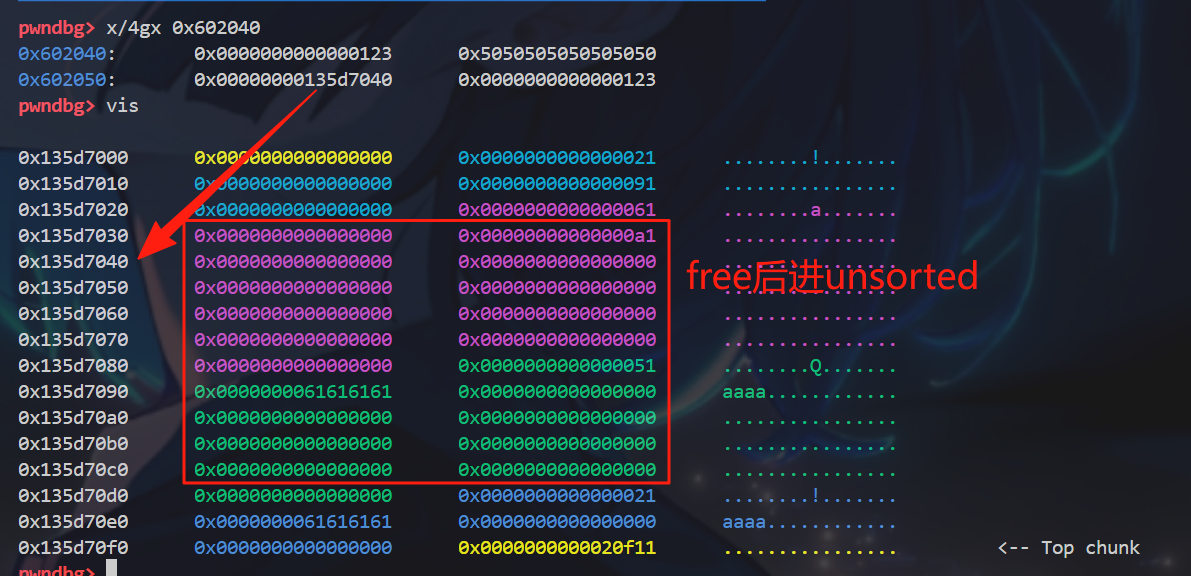 pwndbg> x/4gx 0x602040
0x602040: 0x0000000000000123 0x5050505050505050
0x602050: 0x00000000135d7040 0x0000000000000123
pwndbg> vis
0x135d7000 0x0000000000000000 0x0000000000000021 ........!.......
0x135d7010 0x0000000000000000 0x0000000000000091 ................
0x135d7020 0x0000000000000000 0x0000000000000061 ........a.......
0x135d7030 0x0000000000000000 0x00000000000000a1 ................
0x135d7040 0x0000000000000000 0x0000000000000000 ................
free后进unsorted
0x135d7050 0x0000000000000000 0x0000000000000000 ................
0x135d7060 0x0000000000000000 0x0000000000000000 ................
0x135d7070 0x0000000000000000 0x0000000000000000 ................
0x135d7080 0x0000000000000000 0x0000000000000051 ........Q.......
0x135d7090 0x0000000061616161 0x0000000000000000 aaaa............
0x135d70a0 0x0000000000000000 0x0000000000000000 ................
0x135d70b0 0x0000000000000000 0x0000000000000000 ................
0x135d70c0 0x0000000000000000 0x0000000000000000 ................
0x135d70d0 0x0000000000000000 0x0000000000000021 ........!.......
0x135d70e0 0x0000000061616161 0x0000000000000000 aaaa............
0x135d70f0 0x0000000000000000 0x0000000000020f11 ................ <-- Top chunk
pwndbg>